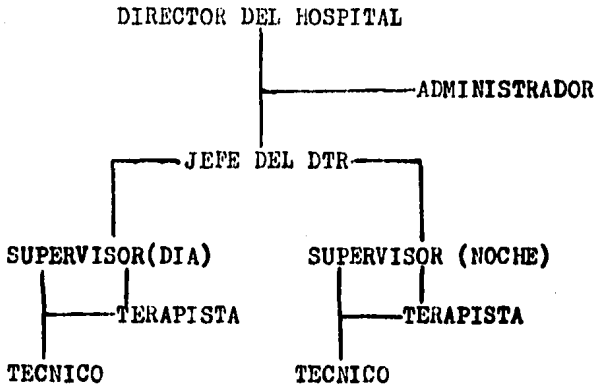 DIRECTOR DEL HOSPITAL
ADMINISTRADOR
JEFE DEL DTR
SUPERVISOR(DIA) SUPERVISOR (NOCHE)
TERAPISTA TERAPISTA
TECNICO TECNICO